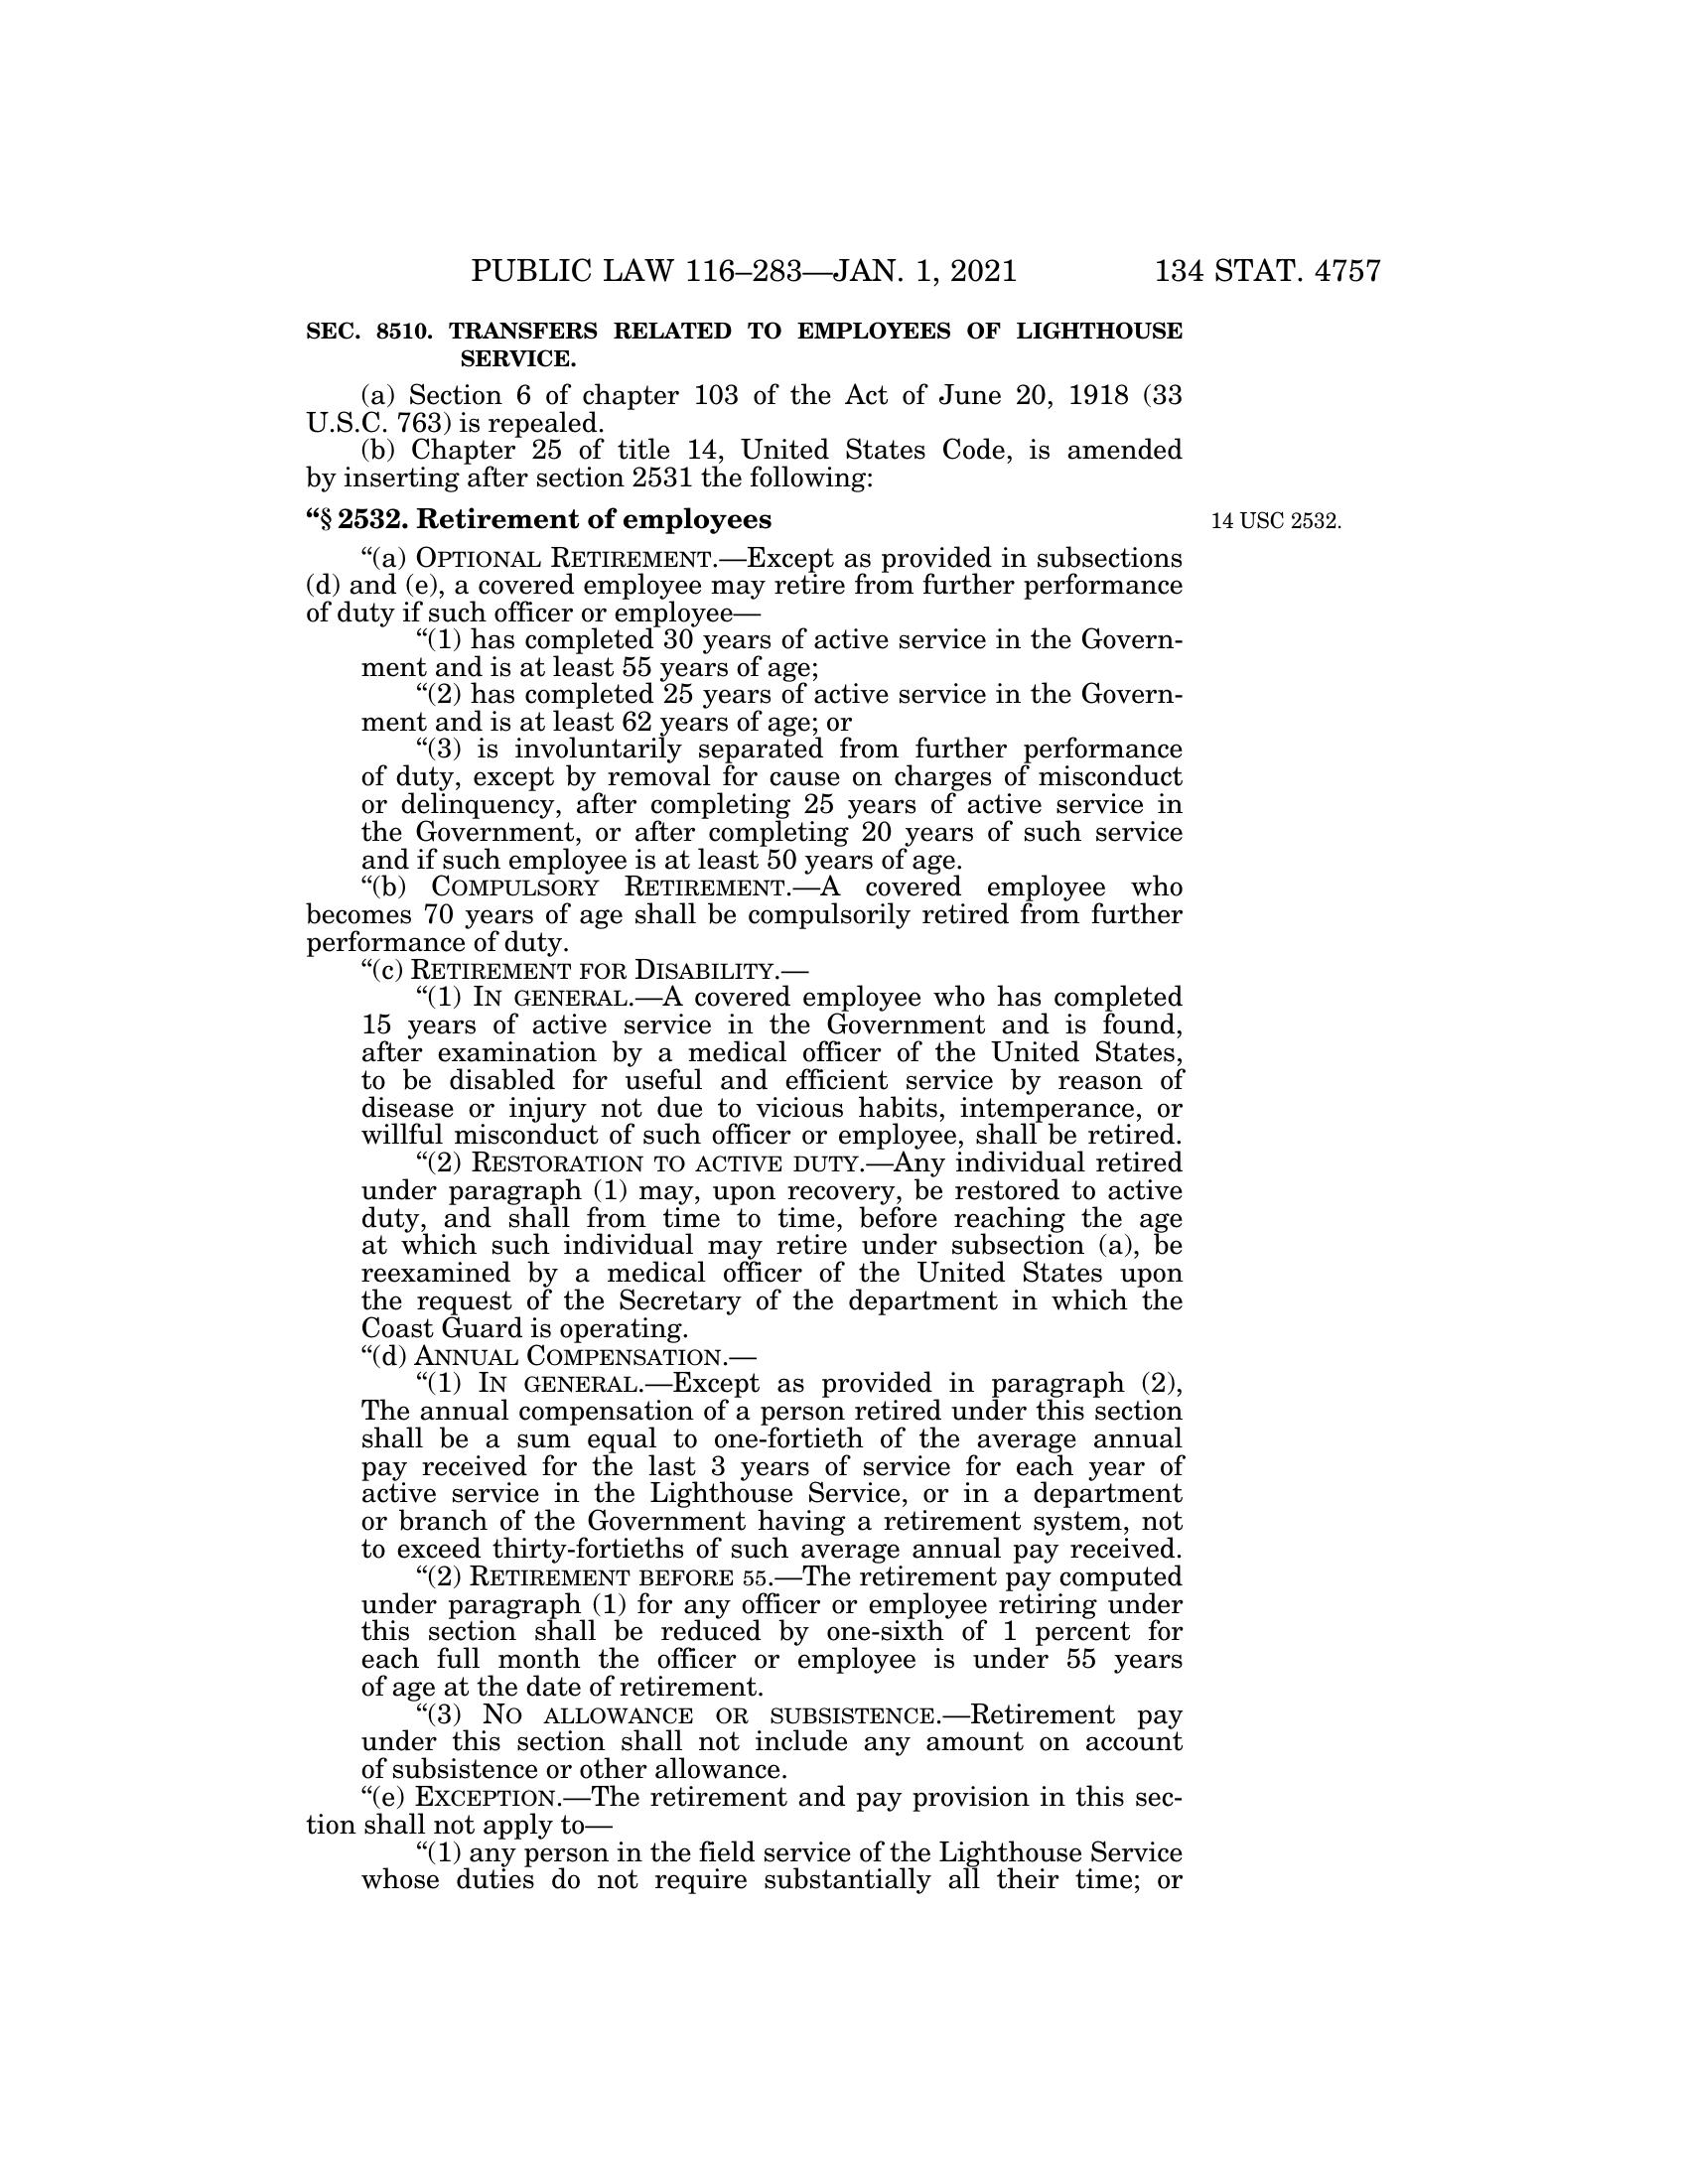 PUBLIC LAW 116–283—JAN. 1, 2021 134 STAT. 4757
SEC. 8510. TRANSFERS RELATED TO EMPLOYEES OF LIGHTHOUSE
SERVICE.
(a) Section 6 of chapter 103 of the Act of June 20, 1918 (33
U.S.C. 763) is repealed.
(b) Chapter 25 of title 14, United States Code, is amended
by inserting after section 2531 the following:
“§ 2532. Retirement of employees 14 USC 2532.
“(a) OPTIONAL RETIREMENT.—Except as provided in subsections
(d) and (e), a covered employee may retire from further performance
of duty if such officer or employee—
“(1) has completed 30 years of active service in the Govern-
ment and is at least 55 years of age;
“(2) has completed 25 years of active service in the Govern-
ment and is at least 62 years of age; or
“(3) is involuntarily separated from further performance
of duty, except by removal for cause on charges of misconduct
or delinquency, after completing 25 years of active service in
the Government, or after completing 20 years of such service
and if such employee is at least 50 years of age.
“(b) COMPULSORY RETIREMENT.—A covered employee who
becomes 70 years of age shall be compulsorily retired from further
performance of duty.
“(c) RETIREMENT FOR DISABILITY.—
“(1) IN GENERAL.—A covered employee who has completed
15 years of active service in the Government and is found,
after examination by a medical officer of the United States,
to be disabled for useful and efficient service by reason of
disease or injury not due to vicious habits, intemperance, or
willful misconduct of such officer or employee, shall be retired.
“(2) RESTORATION TO ACTIVE DUTY.—Any individual retired
under paragraph (1) may, upon recovery, be restored to active
duty, and shall from time to time, before reaching the age
at which such individual may retire under subsection (a), be
reexamined by a medical officer of the United States upon
the request of the Secretary of the department in which the
Coast Guard is operating.
“(d) ANNUAL COMPENSATION.—
“(1) IN GENERAL.—Except as provided in paragraph (2),
The annual compensation of a person retired under this section
shall be a sum equal to one-fortieth of the average annual
pay received for the last 3 years of service for each year of
active service in the Lighthouse Service, or in a department
or branch of the Government having a retirement system, not
to exceed thirty-fortieths of such average annual pay received.
“(2) RETIREMENT BEFORE 55.—The retirement pay computed
under paragraph (1) for any officer or employee retiring under
this section shall be reduced by one-sixth of 1 percent for
each full month the officer or employee is under 55 years
of age at the date of retirement.
“(3) NO ALLOWANCE OR SUBSISTENCE.—Retirement pay
under this section shall not include any amount on account
of subsistence or other allowance.
“(e) EXCEPTION.—The retirement and pay provision in this sec-
tion shall not apply to—
“(1) any person in the field service of the Lighthouse Service
whose duties do not require substantially all their time; or